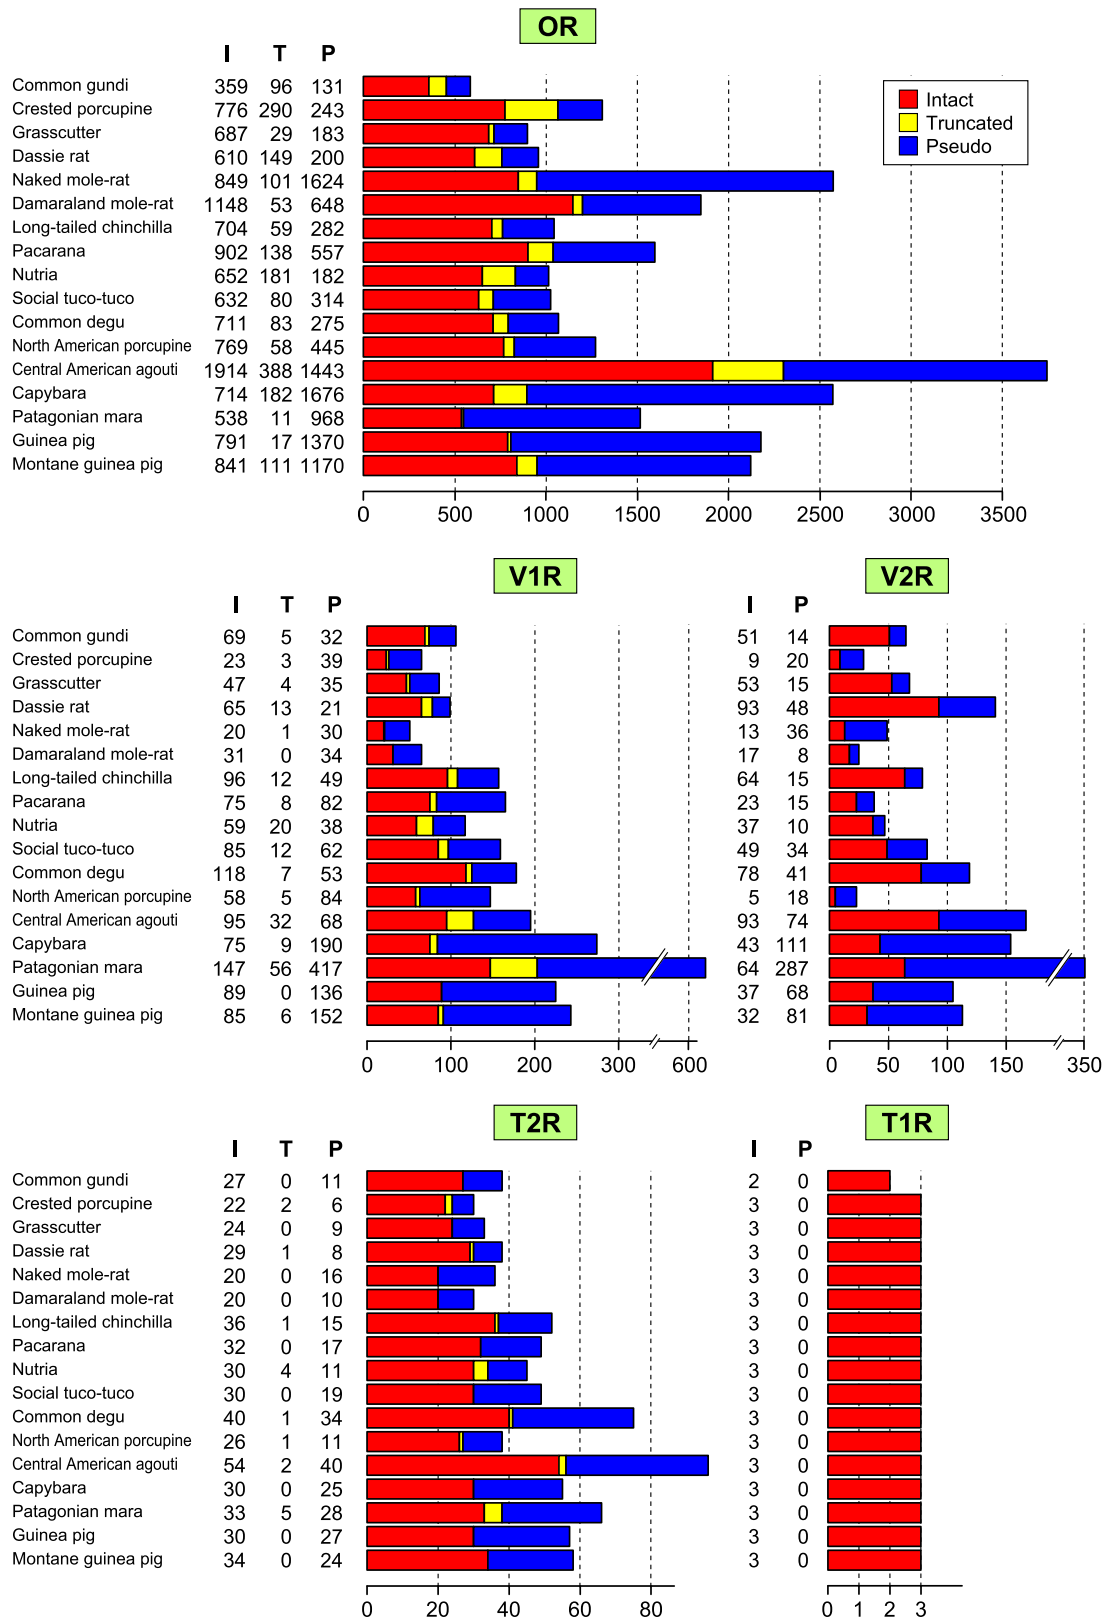 OR
I T P
Common gundi 359 96 131
Crested porcupine 776 290 243
Grasscutter 687 29 183
Dassie rat 610 149 200
Naked mole-rat 849 101 1624
Damaraland mole-rat 1148 53 648
Long-tailed chinchilla 704 59 282
Pacarana 902 138 557
Nutria 652 181 182
Social tuco-tuco 632 80 314
Common degu 711 83 275
North American porcupine 769 58 445
Central American agouti 1914 388 1443
Capybara 714 182 1676
Patagonian mara 538 11 968
Guinea pig 791 17 1370
Montane guinea pig 841 111 1170
Intact
Truncated
Pseudo
0 500 1000 1500 2000 2500 3000 3500
V1R V2R
I T P I P
Common gundi 69 5 32 51 14
Crested porcupine 23 3 39 9 20
Grasscutter 47 4 35 53 15
Dassie rat 65 13 21 93 48
Naked mole-rat 20 1 30 13 36
Damaraland mole-rat 31 0 34 17 8
Long-tailed chinchilla 96 12 49 64 15
Pacarana 75 8 82 23 15
Nutria 59 20 38 37 10
Social tuco-tuco 85 12 62 49 34
Common degu 118 7 53 78 41
North American porcupine 58 5 84 5 18
Central American agouti 95 32 68 93 74
Capybara 75 9 190 43 111
Patagonian mara 147 56 417 64 287
Guinea pig 89 0 136 37 68
Montane guinea pig 85 6 152 32 81
0 100 200 300 600 0 50 100 150 350
T2R T1R
I T P I P
Common gundi 27 0 11 2 0
Crested porcupine 22 2 6 3 0
Grasscutter 24 0 9 3 0
Dassie rat 29 1 8 3 0
Naked mole-rat 20 0 16 3 0
Damaraland mole-rat 20 0 10 3 0
Long-tailed chinchilla 36 1 15 3 0
Pacarana 32 0 17 3 0
Nutria 30 4 11 3 0
Social tuco-tuco 30 0 19 3 0
Common degu 40 1 34 3 0
North American porcupine 26 1 11 3 0
Central American agouti 54 2 40 3 0
Capybara 30 0 25 3 0
Patagonian mara 33 5 28 3 0
Guinea pig 30 0 27 3 0
Montane guinea pig 34 0 24 3 0
0 20 40 60 80 0 1 2 3